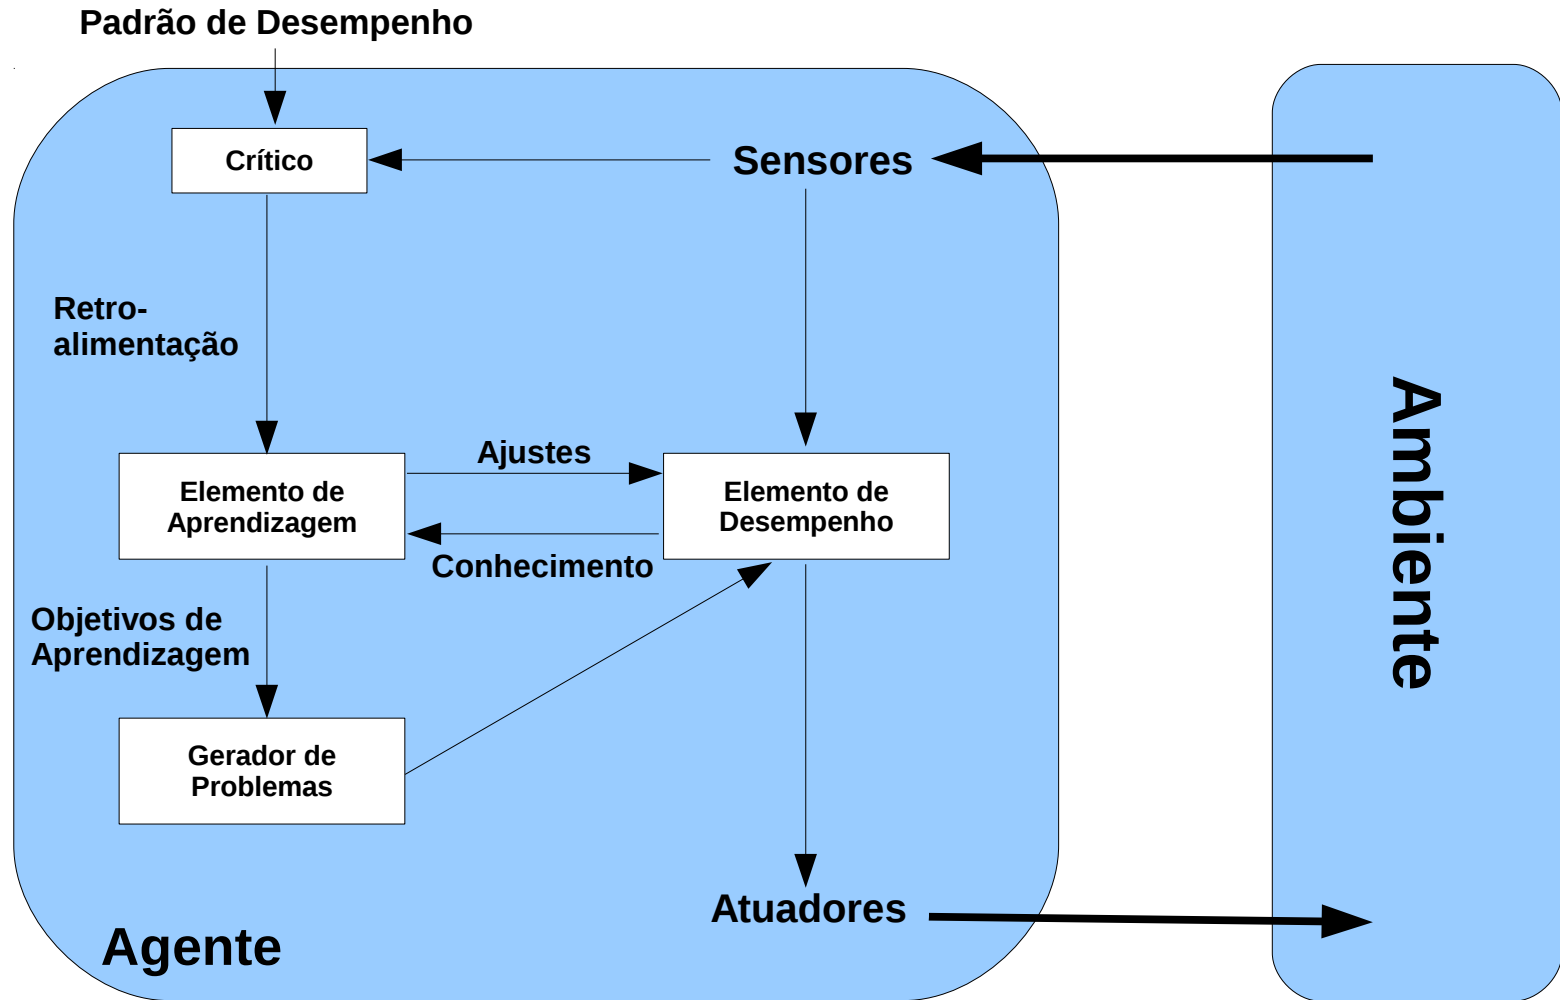 Padrão de Desempenho
Crítico
Sensores
Retro-
alimentação
Ajustes
Elemento de
Aprendizagem
Elemento de
Desempenho
Conhecimento
Objetivos de
Aprendizagem
Gerador de
Problemas
Atuadores
Agente
Ambiente